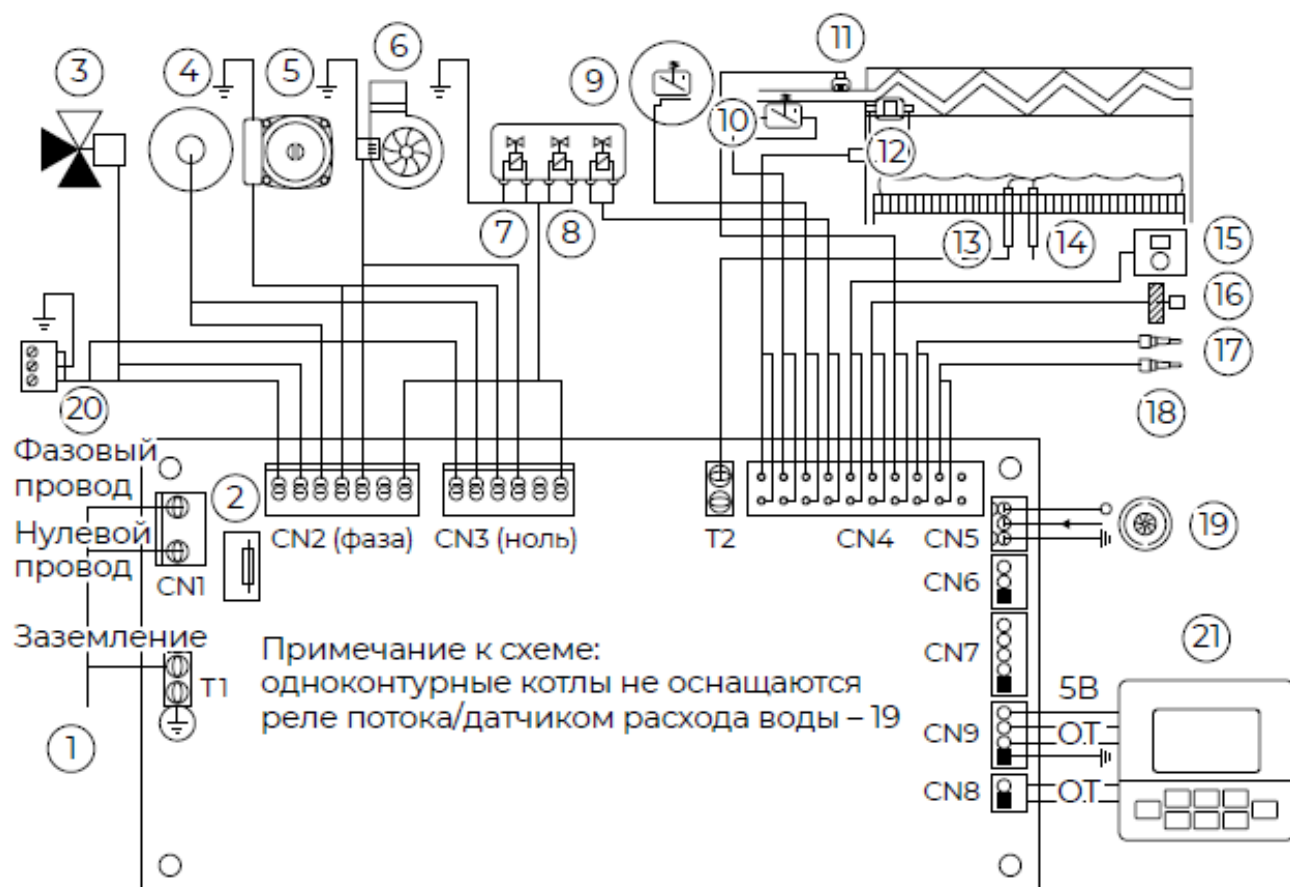 3
4
5
6
7
8
9
10
11
12
13
14
15
16
17
18
19
20
Фазовый
провод
Нулевой
провод
2
CN1
CN2 (фаза)
CN3 (ноль)
T2
CN4
CN5
CN6
CN7
CN9
CN8
Заземление
T1
1
Примечание к схеме:
одноконтурные котлы не оснащаются
реле потока/датчиком расхода воды – 19
21
5В
О.Т
О.Т